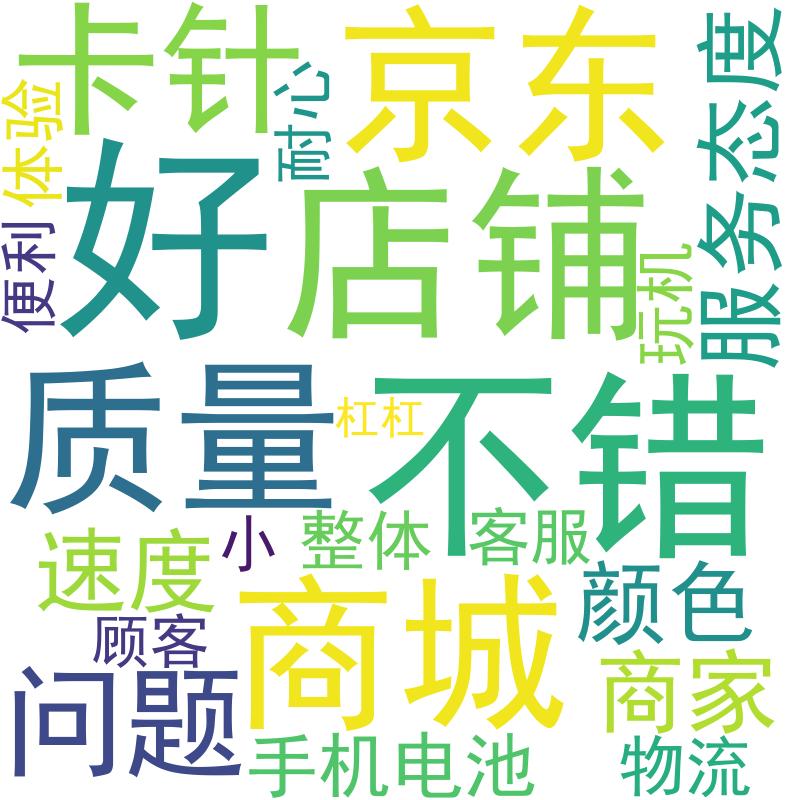 卡针
京东
服务态度
耐心
体验
好
店铺
便利
玩机
质量
不错
杠杠
小
整体
客服
速度
颜色
商城
顾客
问题
商家
手机电池
物流